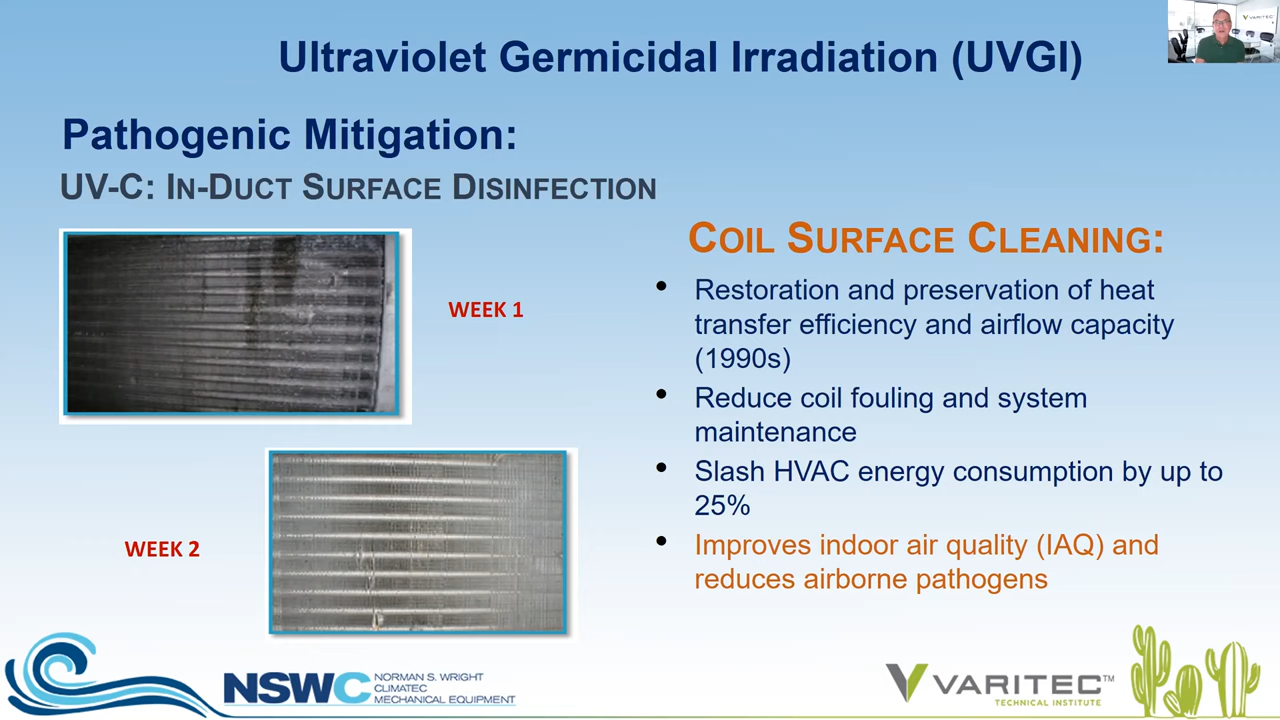 Ultraviolet Germicidal Irradiation (UVGI)
VARITEC
Pathogenic Mitigation:
UV-C: IN-DUCT SURFACE DISINFECTION
WEEK 1
WEEK 2
COIL SURFACE CLEANING:
• Restoration and preservation of heat
transfer efficiency and airflow capacity
(1990s)
• Reduce coil fouling and system
maintenance
• Slash HVAC energy consumption by up to
25%
• Improves indoor air quality (IAQ) and
reduces airborne pathogens
NSWC
NORMAN S. WRIGHT
CLIMATEC
MECHANICAL EQUIPMENT
VARITEC™
TECHNICAL INSTITUTE